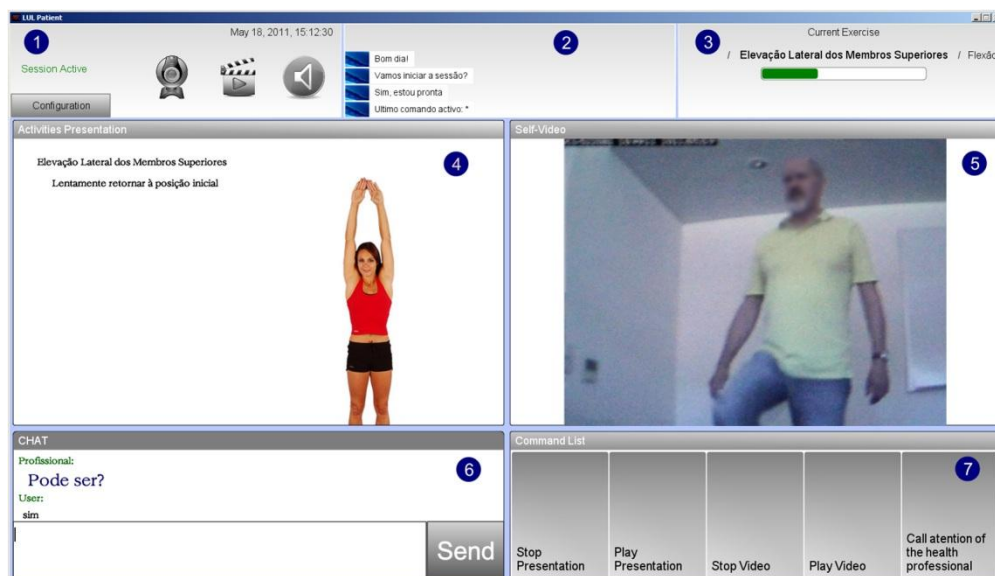 LUL Patient
1
May 18, 2011, 15:12:30
Session Active
Configuration
2
Bom dia!
Vamos iniciar a sessão?
Sim, estou pronta
Ultimo comando activo: *
3
Current Exercise
/ Elevação Lateral dos Membros Superiores / Flexão
Activities Presentation
4
Elevação Lateral dos Membros Superiores
Lentamente retornar à posição inicial
Self-Video
5
CHAT
6
Profissional:
Pode ser?
User:
sim
Send
Command List
7
Stop
Presentation
Play
Presentation
Stop Video
Play Video
Call atention of
the health
professional